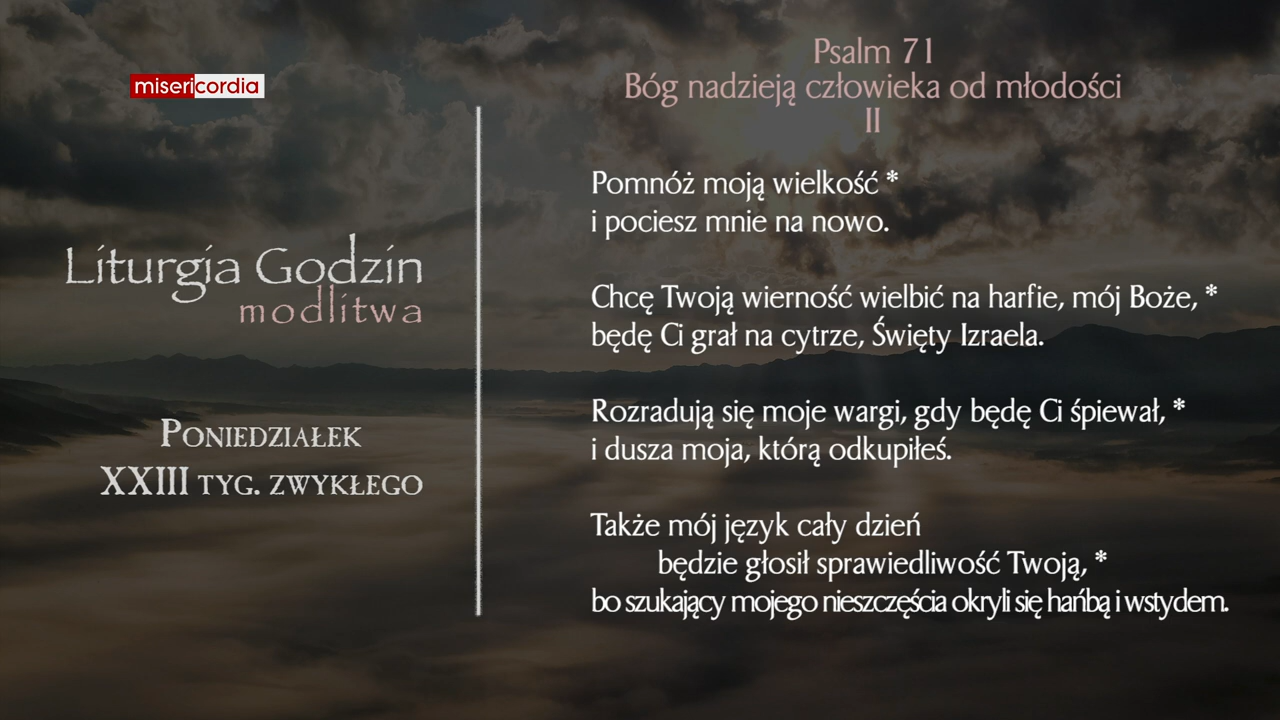 misericordia
Liturgia Godzin
modlitwa
Poniedziałek
XXIII tyg. zwykłego
Psalm 71
Bóg nadzieją człowieka od młodości
II
Pomnóż moją wielkość *
i pociesz mnie na nowo.
Chcę Twoją wierność wielbić na harfie, mój Boże, *
będę Ci grał na cytrze, Święty Izraela.
Rozradują się moje wargi, gdy będę Ci śpiewał, *
i dusza moja, którą odkupiłeś.
Także mój język cały dzień
będzie głosił sprawiedliwość Twoją, *
bo szukający mojego nieszczęścia okryli się hańbą i wstydem.